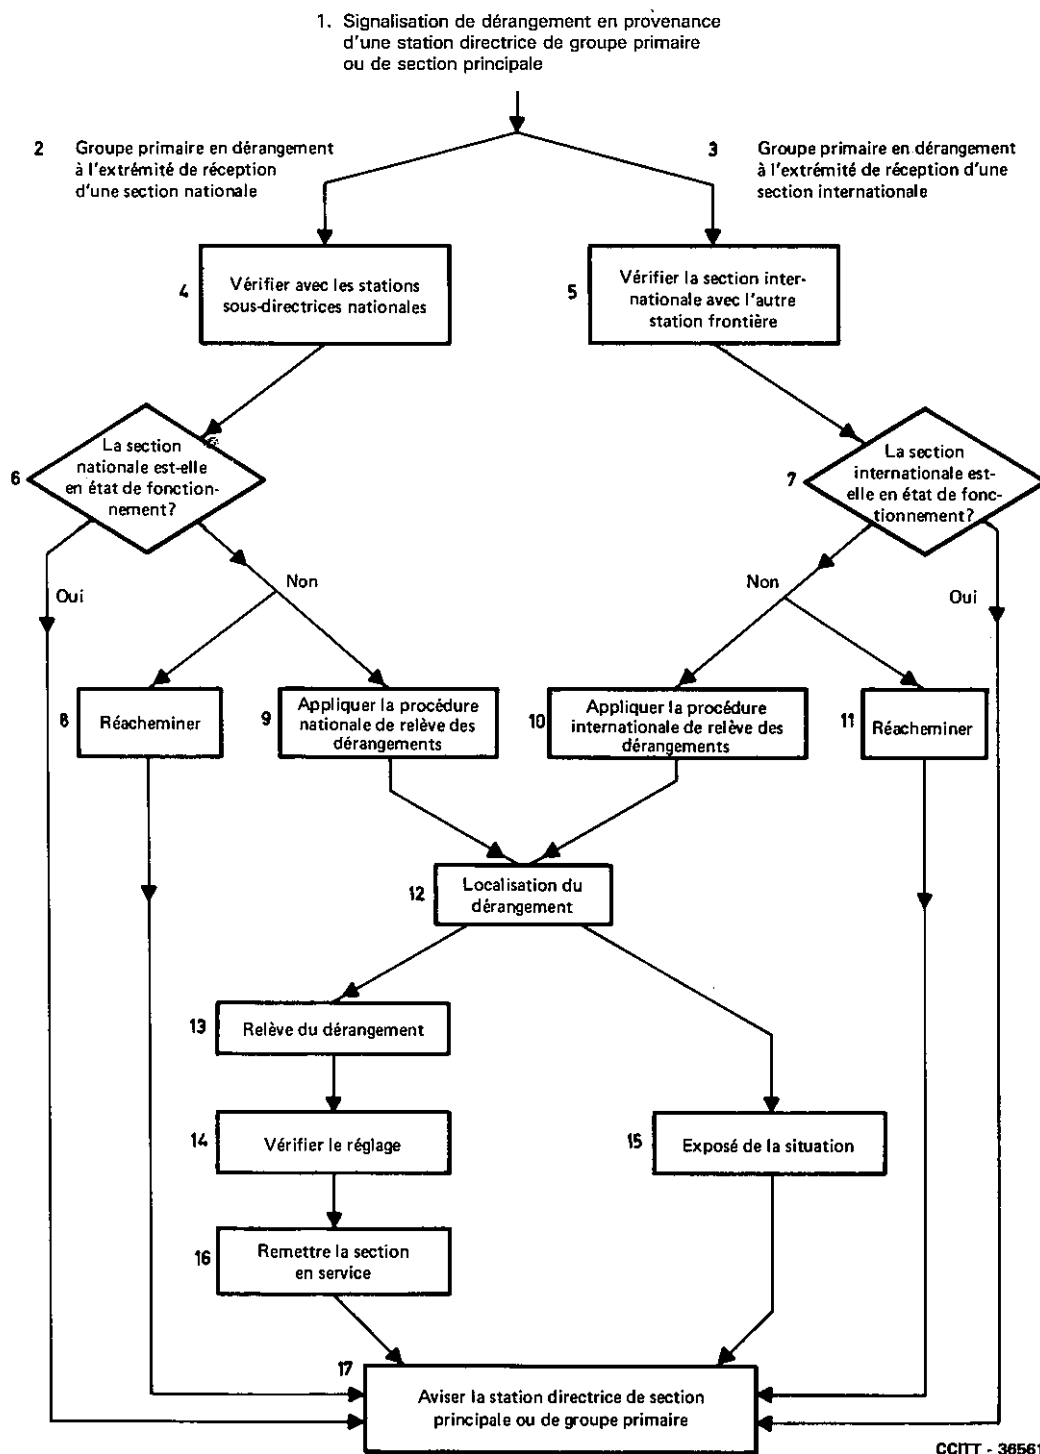 1. Signalisation de dérangement en provenance
d'une station directrice de groupe primaire
ou de section principale
2 Groupe primaire en dérangement
à l'extrémité de réception
d'une section nationale
3 Groupe primaire en dérangement
à l'extrémité de réception d'une
section internationale
4 Vérifier avec les stations
sous-directrices nationales
5 Vérifier la section inter-
nationale avec l'autre
station frontière
6 La section
nationale est-elle
en état de fonction-
nement?
7 La section
internationale est-
elle en état de fonc-
tionnement?
Oui
Non
Non
Oui
8 Réacheminer
9 Appliquer la procédure
nationale de relève des
dérangements
10 Appliquer la procédure
internationale de relève des
dérangements
11 Réacheminer
12 Localisation du
dérangement
13 Relève du dérangement
14 Vérifier le réglage
15 Exposé de la situation
16 Remettre la section
en service
17 Aviser la station directrice de section
principale ou de groupe primaire
CCITT - 36561